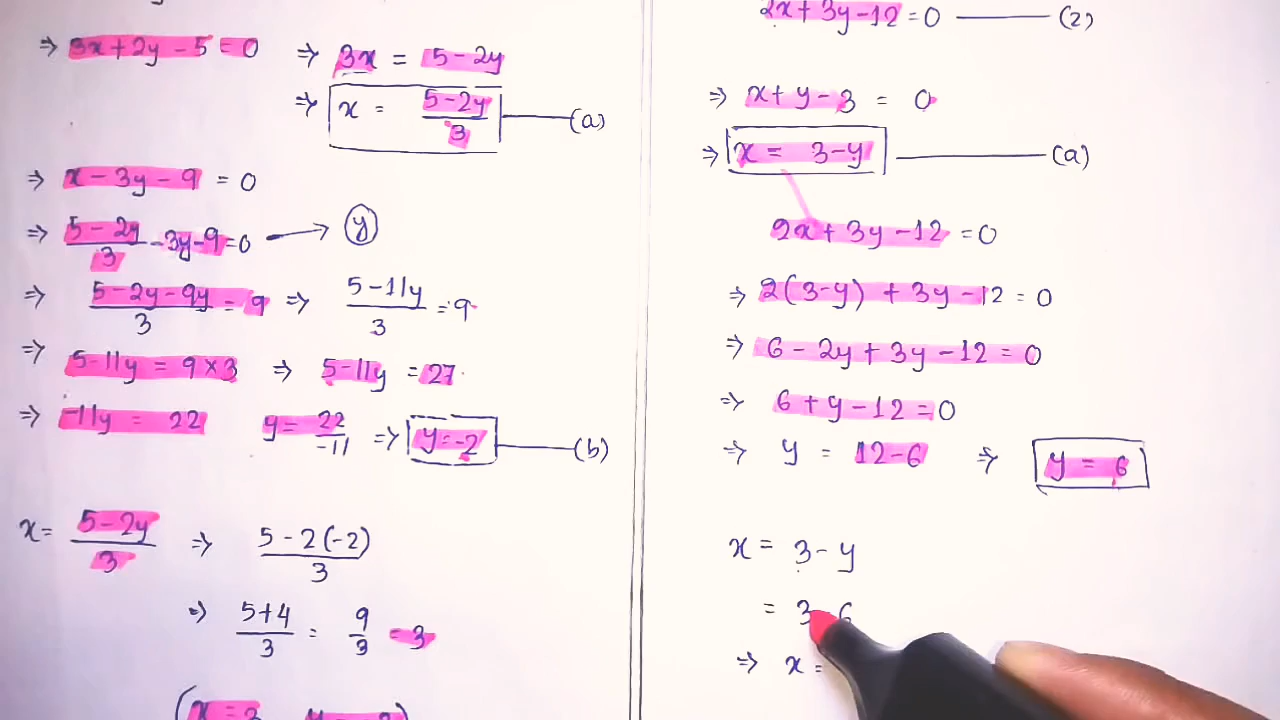 ⇒ 3x + 2y - 5 = 0 ⇒ 3x = 5 - 2y
⇒ x = (5 - 2y)/3 —— (a)
⇒ x - 3y - 9 = 0
⇒ (5 - 2y)/3 - 3y - 9 = 0 → y
⇒ (5 - 2y - 9y)/3 = 9 ⇒ (5 - 11y)/3 = 9
⇒ 5 - 11y = 9 × 3 ⇒ 5 - 11y = 27
⇒ -11y = 22 y = 22/-11 ⇒ y = -2 —— (b)
x = (5 - 2y)/3 ⇒ (5 - 2(-2))/3
⇒ (5 + 4)/3 = 9/3 = 3
(x = 3
2x + 3y - 12 = 0 —— (2)
⇒ x + y - 3 = 0
⇒ x = 3 - y —— (a)
2x + 3y - 12 = 0
⇒ 2(3 - y) + 3y - 12 = 0
⇒ 6 - 2y + 3y - 12 = 0
⇒ 6 + y - 12 = 0
⇒ y = 12 - 6 ⇒ y = 6
x = 3 - y
= 3 6
⇒ x =